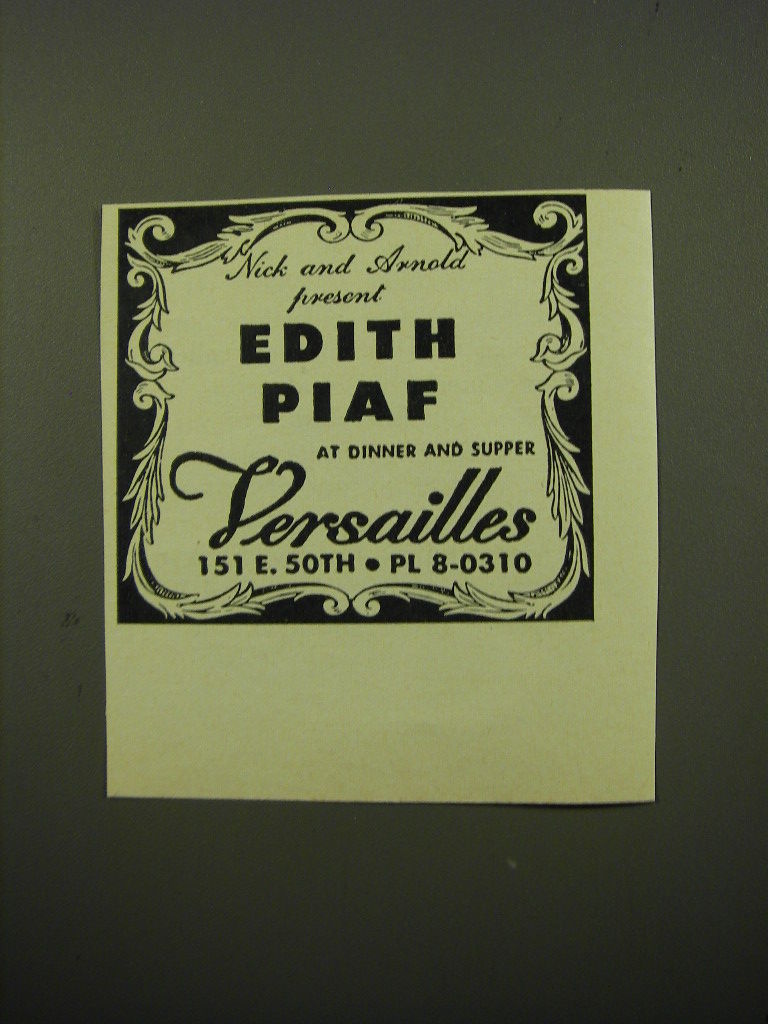 Nick and Arnold
present
EDITH
PIAF
AT DINNER AND SUPPER
Versailles
151 E. 50TH • PL 8-0310